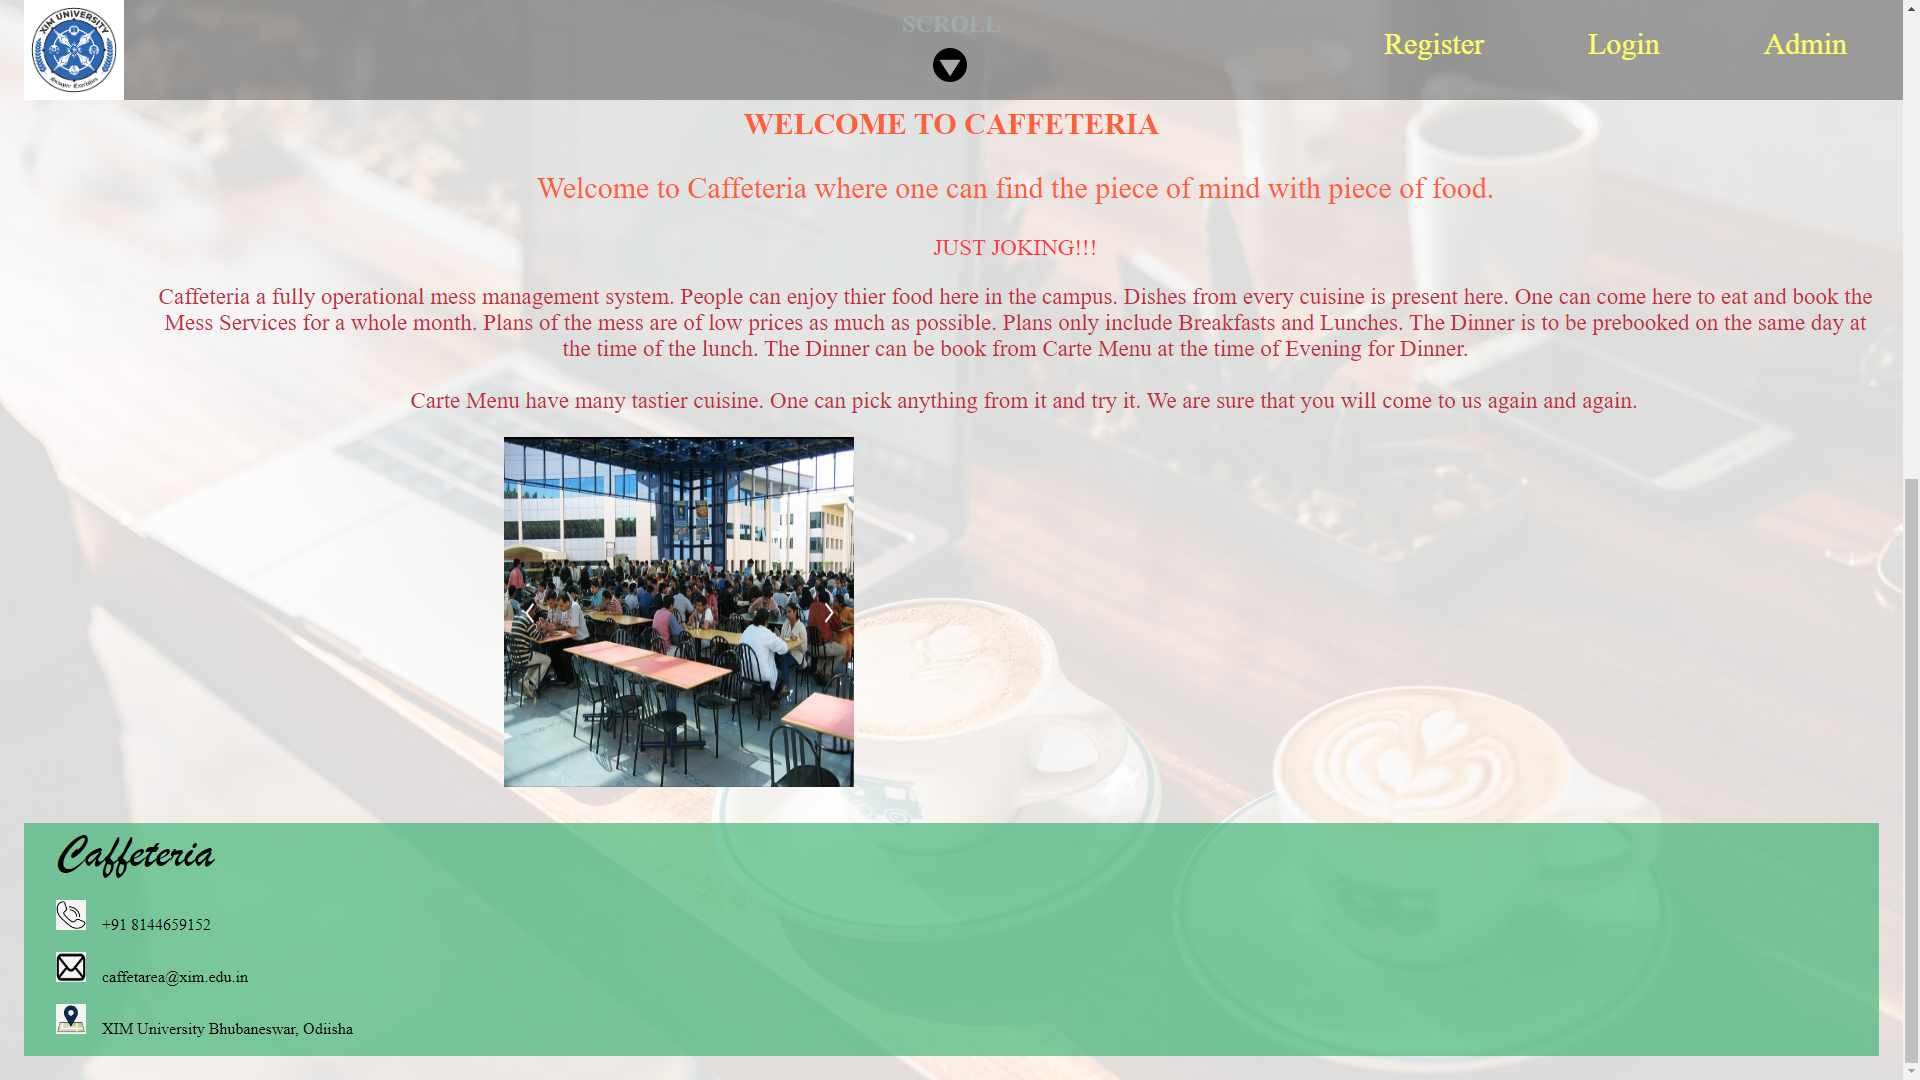 XIM UNIVERSITY
SCROLL
Register
Login
Admin
WELCOME TO CAFFETERIA
Welcome to Caffeteria where one can find the piece of mind with piece of food.
JUST JOKING!!!
Caffeteria a fully operational mess management system. People can enjoy thier food here in the campus. Dishes from every cuisine is present here. One can come here to eat and book the
Mess Services for a whole month. Plans of the mess are of low prices as much as possible. Plans only include Breakfasts and Lunches. The Dinner is to be prebooked on the same day at
the time of the lunch. The Dinner can be book from Carte Menu at the time of Evening for Dinner.
Carte Menu have many tastier cuisine. One can pick anything from it and try it. We are sure that you will come to us again and again.
Caffeteria
+91 8144659152
caffetarea@xim.edu.in
XIM University Bhubaneswar, Odiisha